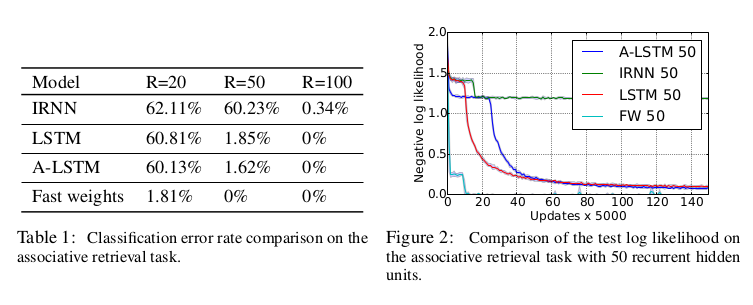 Model R=20 R=50 R=100
IRNN 62.11% 60.23% 0.34%
LSTM 60.81% 1.85% 0%
A-LSTM 60.13% 1.62% 0%
Fast weights 1.81% 0% 0%
Table 1: Classification error rate comparison on the
associative retrieval task.
2.0
1.5
1.0
0.5
0.0
Negative log likelihood
A-LSTM 50
IRNN 50
LSTM 50
FW 50
0 20 40 60 80 100 120 140
Updates x 5000
Figure 2: Comparison of the test log likelihood on
the associative retrieval task with 50 recurrent hidden
units.